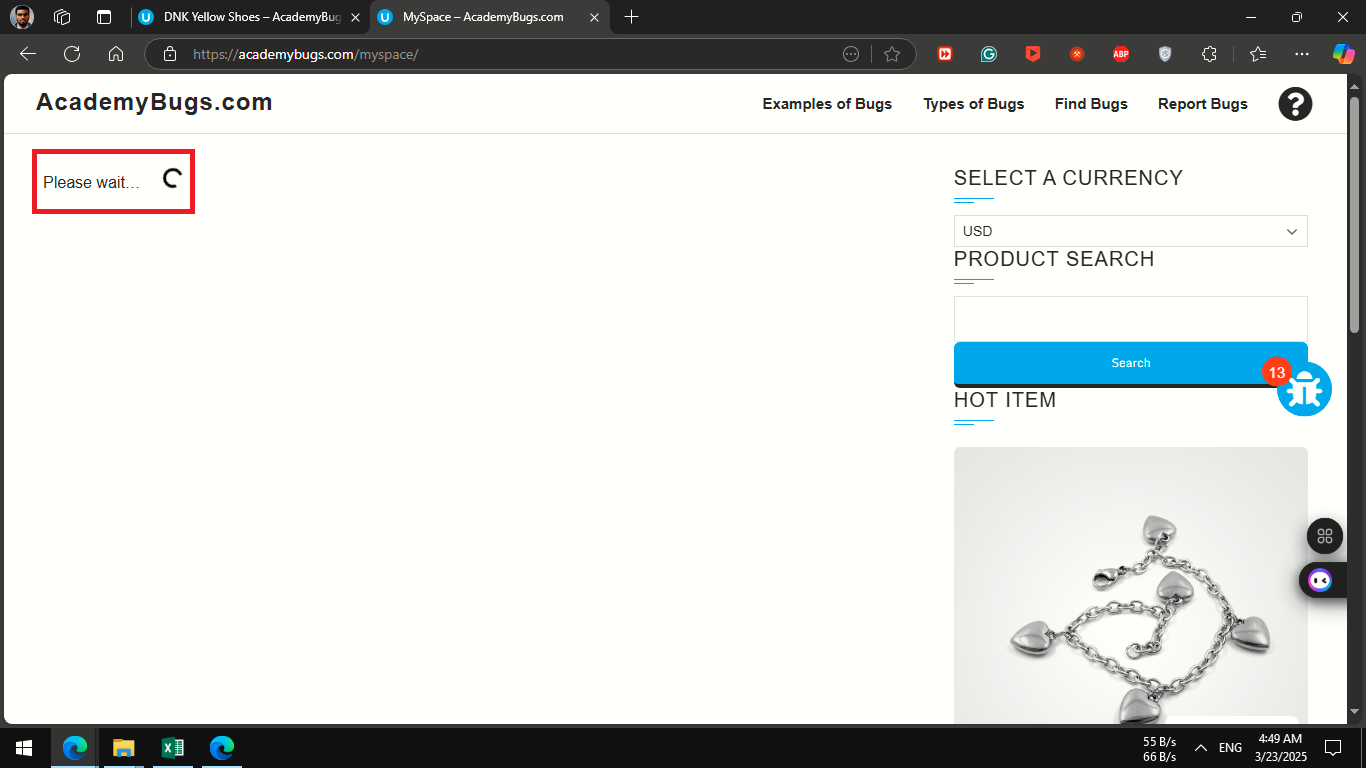 DNK Yellow Shoes – AcademyBug
MySpace – AcademyBugs.com
https://academybugs.com/myspace/
ABP
AcademyBugs.com
Examples of Bugs
Types of Bugs
Find Bugs
Report Bugs
?
Please wait...
SELECT A CURRENCY
USD
PRODUCT SEARCH
Search
13
HOT ITEM
55 B/s
66 B/s
ENG
4:49 AM
3/23/2025